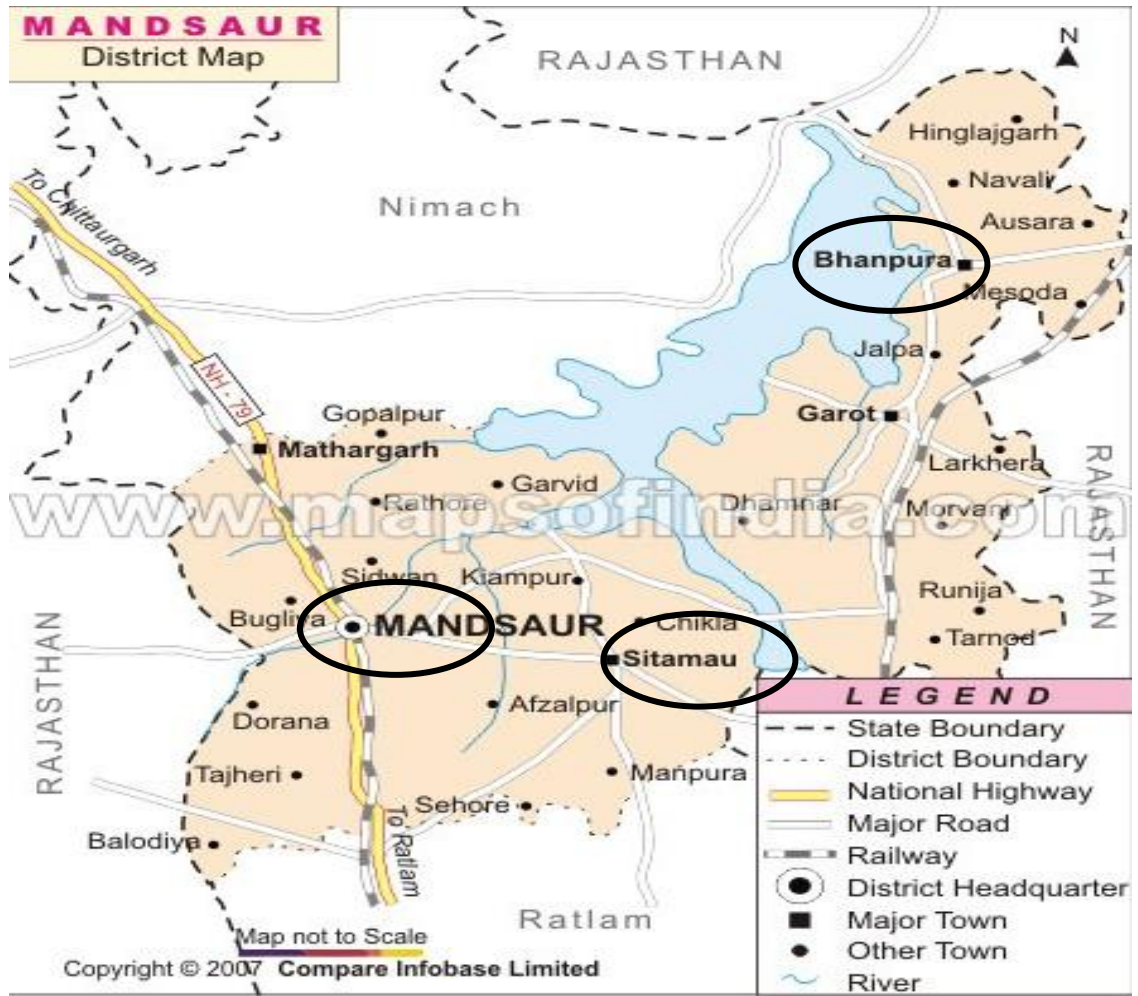 MANDSAUR
District Map
N
RAJASTHAN
Hinglajgarh
To Chittaurgarh
Nimach
Navali
Ausara
Bhanpura
Mesoda
Jalpa
NH - 79
Gopalpur
Garot
Mathargarh
Larkhera
RAJASTHAN
Garvid
Rathore
Dhamnar
Morvani
www.mapsofindia.com
Sidwan
Kiampur
Runija
Bugliya
MANDSAUR
Chikla
Tarnod
RAJASTHAN
Sitamau
Dorana
Afzalpur
Tajheri
Manpura
Sehore
Balodiya
To Ratlam
Ratlam
LEGEND
State Boundary
District Boundary
National Highway
Major Road
Railway
District Headquarter
Major Town
Other Town
River
Map not to Scale
Copyright © 2007 Compare Infobase Limited